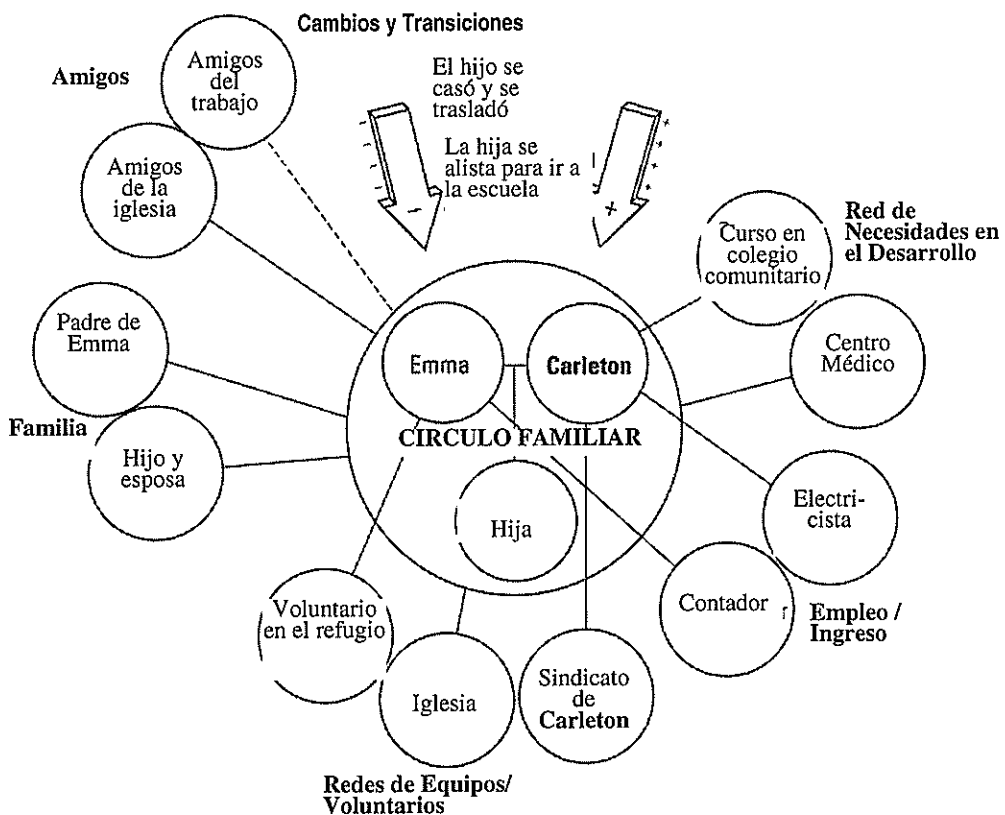 Cambios y Transiciones
Amigos
Amigos
del
trabajo
El hijo se
casó y se
trasladó
La hija se
alista para ir a
la escuela
Amigos
de la
iglesia
Red de
Necesidades en
el Desarrollo
Curso en
colegio
comunitario
Padre de
Emma
Centro
Médico
Emma
Carleton
Familia
CIRCULO FAMILIAR
Hijo y
esposa
Hija
Electri-
cista
Contador
Empleo /
Ingreso
Voluntario
en el refugio
Iglesia
Sindicato
de
Carleton
Redes de Equipos/
Voluntarios